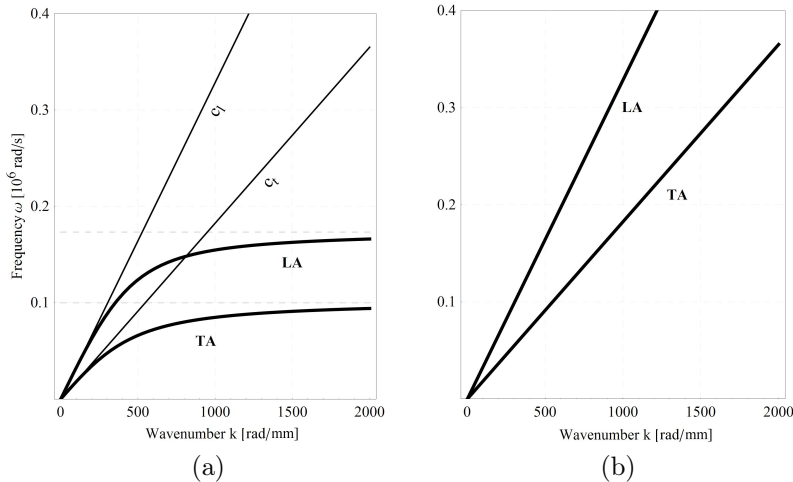 0.4
0.3
0.2
0.1
0
500
1000
1500
2000
Frequency ω [10^6 rad/s]
Wavenumber k [rad/mm]
c_l
c_t
LA
TA
(a)
0.4
0.3
0.2
0.1
0
500
1000
1500
2000
Wavenumber k [rad/mm]
LA
TA
(b)